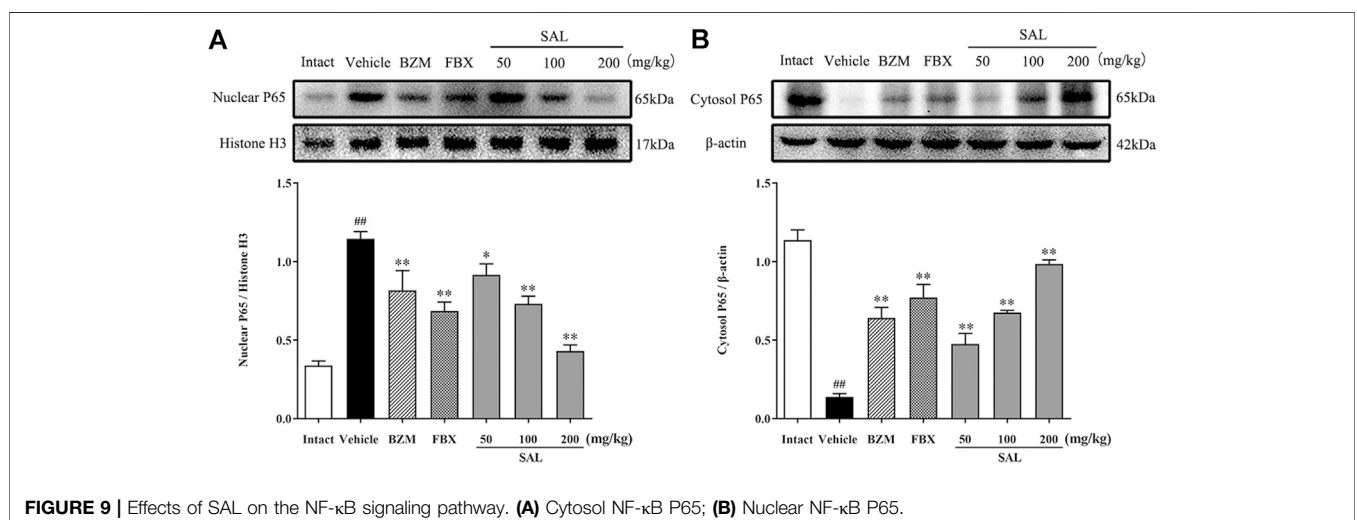 A
SAL
Intact Vehicle BZM FBX 50 100 200 (mg/kg)
Nuclear P65 65kDa
Histone H3 17kDa
1.5
1.0
0.5
0.0
Nuclear P65 / Histone H3
##
**
**
*
**
**
Intact Vehicle BZM FBX 50 100 200 (mg/kg)
SAL
B
SAL
Intact Vehicle BZM FBX 50 100 200 (mg/kg)
Cytosol P65 65kDa
β-actin 42kDa
1.5
1.0
0.5
0.0
Cytosol P65 / β-actin
##
**
**
**
**
**
Intact Vehicle BZM FBX 50 100 200 (mg/kg)
SAL
FIGURE 9 | Effects of SAL on the NF-κB signaling pathway. (A) Cytosol NF-κB P65; (B) Nuclear NF-κB P65.